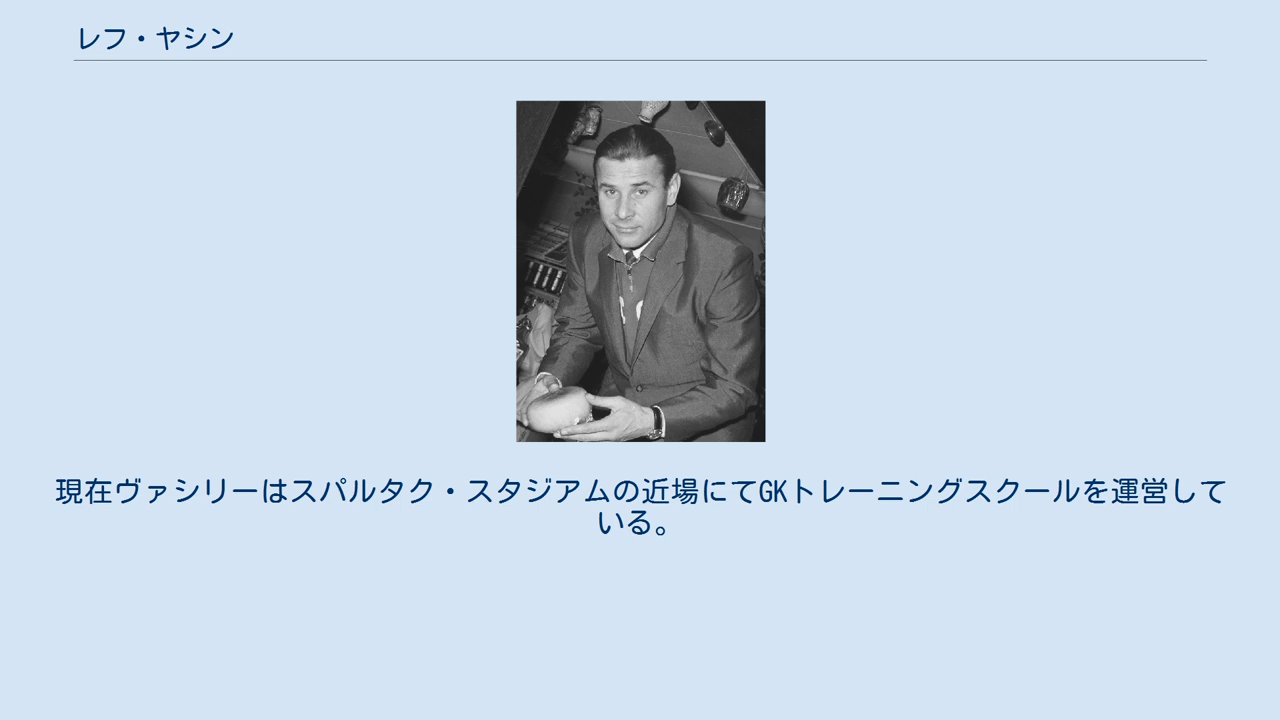 レフ・ヤシン
現在ヴァシリーはスパルタク・スタジアムの近場にてGKトレーニングスクールを運営して
いる。